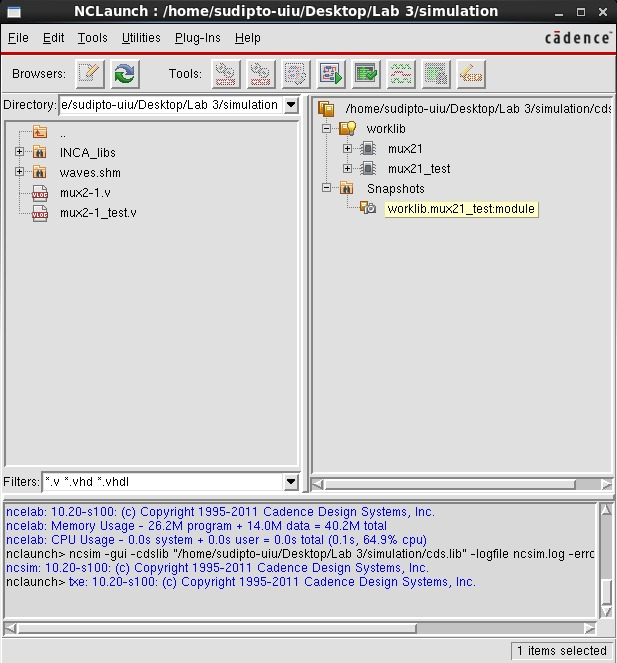 NCLaunch : /home/sudipto-uiu/Desktop/Lab 3/simulation
File Edit Tools Utilities Plug-Ins Help cādence
Browsers: Tools:
Directory: e/sudipto-uiu/Desktop/Lab 3/simulation
..
INCA_libs
waves.shm
VLOG mux2-1.v
VLOG mux2-1_test.v
Filters: *.v *.vhd *.vhdl
/home/sudipto-uiu/Desktop/Lab 3/simulation/cds
worklib
mux21
mux21_test
Snapshots
worklib.mux21_test:module
ncelab: 10.20-s100: (c) Copyright 1995-2011 Cadence Design Systems, Inc.
ncelab: Memory Usage - 26.2M program + 14.0M data = 40.2M total
ncelab: CPU Usage - 0.0s system + 0.0s user = 0.0s total (0.1s, 64.9% cpu)
nclaunch> ncsim -gui -cdslib "/home/sudipto-uiu/Desktop/Lab 3/simulation/cds.lib" -logfile ncsim.log -erro
ncsim: 10.20-s100: (c) Copyright 1995-2011 Cadence Design Systems, Inc.
nclaunch> txe: 10.20-s100: (c) Copyright 1995-2011 Cadence Design Systems, Inc.
1 items selected